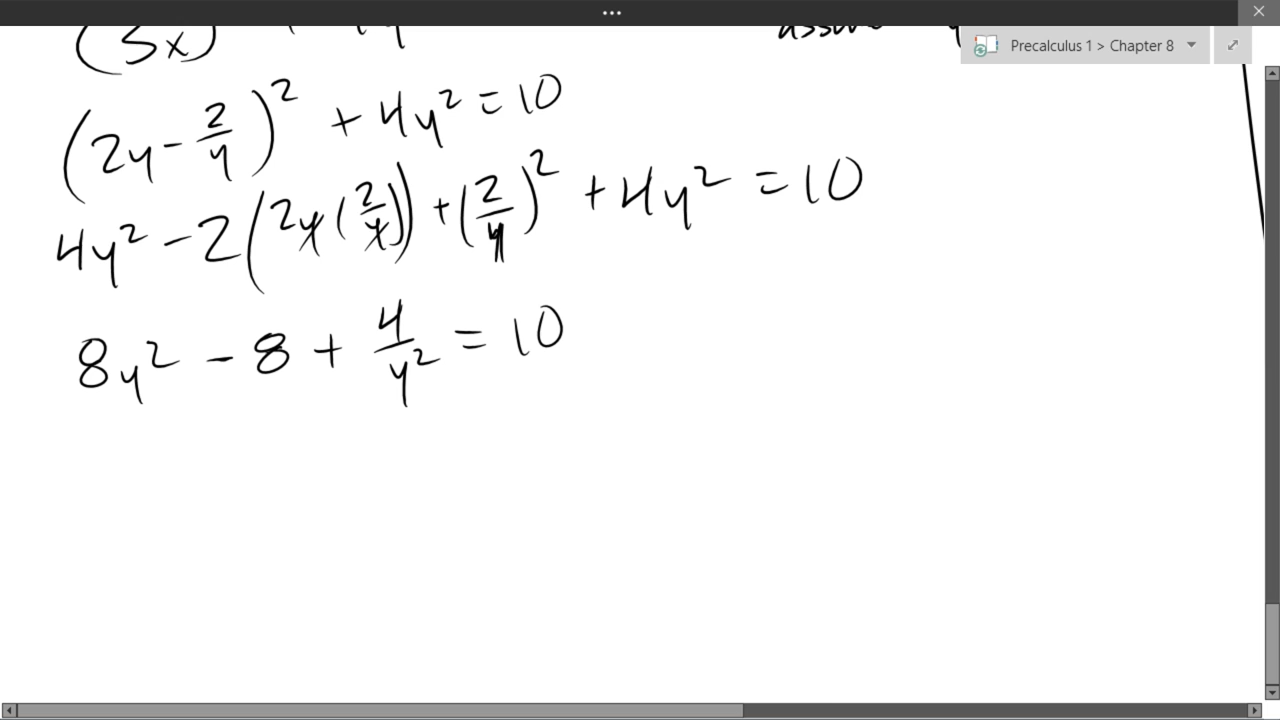 (3x)
Precalculus 1 > Chapter 8
(2y - 2/y)² + 4y² = 10
4y² - 2(2y(2/y)) + (2/y)² + 4y² = 10
8y² - 8 + 4/y² = 10